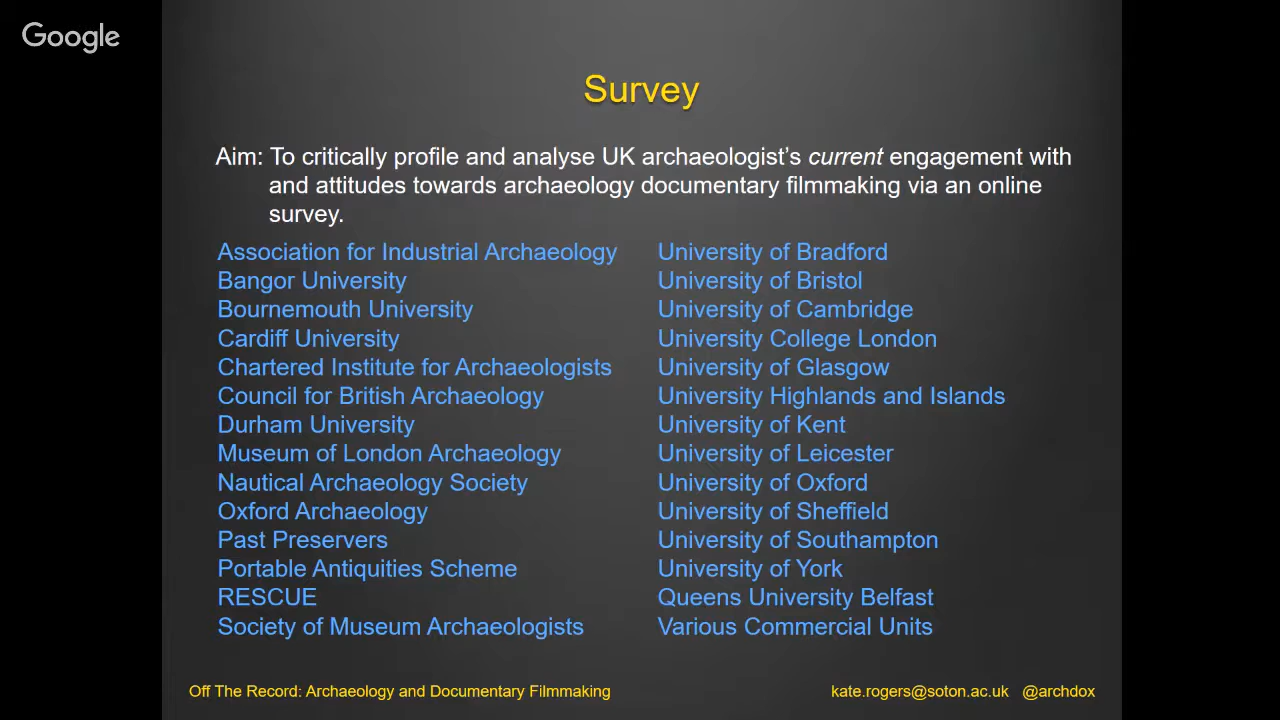 Google
Survey
Aim: To critically profile and analyse UK archaeologist’s current engagement with
and attitudes towards archaeology documentary filmmaking via an online
survey.
Association for Industrial Archaeology
Bangor University
Bournemouth University
Cardiff University
Chartered Institute for Archaeologists
Council for British Archaeology
Durham University
Museum of London Archaeology
Nautical Archaeology Society
Oxford Archaeology
Past Preservers
Portable Antiquities Scheme
RESCUE
Society of Museum Archaeologists
University of Bradford
University of Bristol
University of Cambridge
University College London
University of Glasgow
University Highlands and Islands
University of Kent
University of Leicester
University of Oxford
University of Sheffield
University of Southampton
University of York
Queens University Belfast
Various Commercial Units
Off The Record: Archaeology and Documentary Filmmaking
kate.rogers@soton.ac.uk @archdox